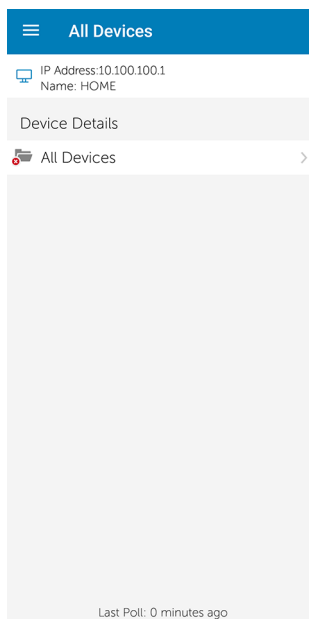 All Devices
IP Address:10.100.100.1
Name: HOME
Device Details
All Devices
Last Poll: 0 minutes ago